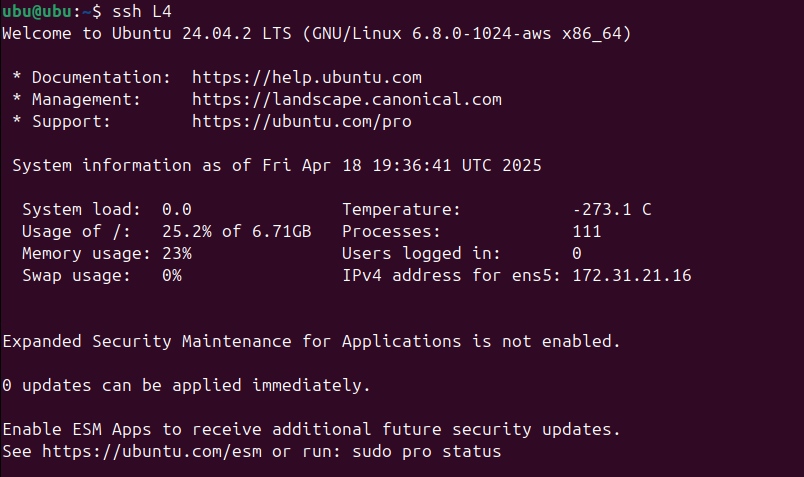 ubu@ubu:~$ ssh L4
Welcome to Ubuntu 24.04.2 LTS (GNU/Linux 6.8.0-1024-aws x86_64)
* Documentation:  https://help.ubuntu.com
* Management:     https://landscape.canonical.com
* Support:        https://ubuntu.com/pro
System information as of Fri Apr 18 19:36:41 UTC 2025
System load:  0.0               Temperature:           -273.1 C
Usage of /:   25.2% of 6.71GB   Processes:             111
Memory usage: 23%               Users logged in:       0
Swap usage:   0%                IPv4 address for ens5: 172.31.21.16
Expanded Security Maintenance for Applications is not enabled.
0 updates can be applied immediately.
Enable ESM Apps to receive additional future security updates.
See https://ubuntu.com/esm or run: sudo pro status